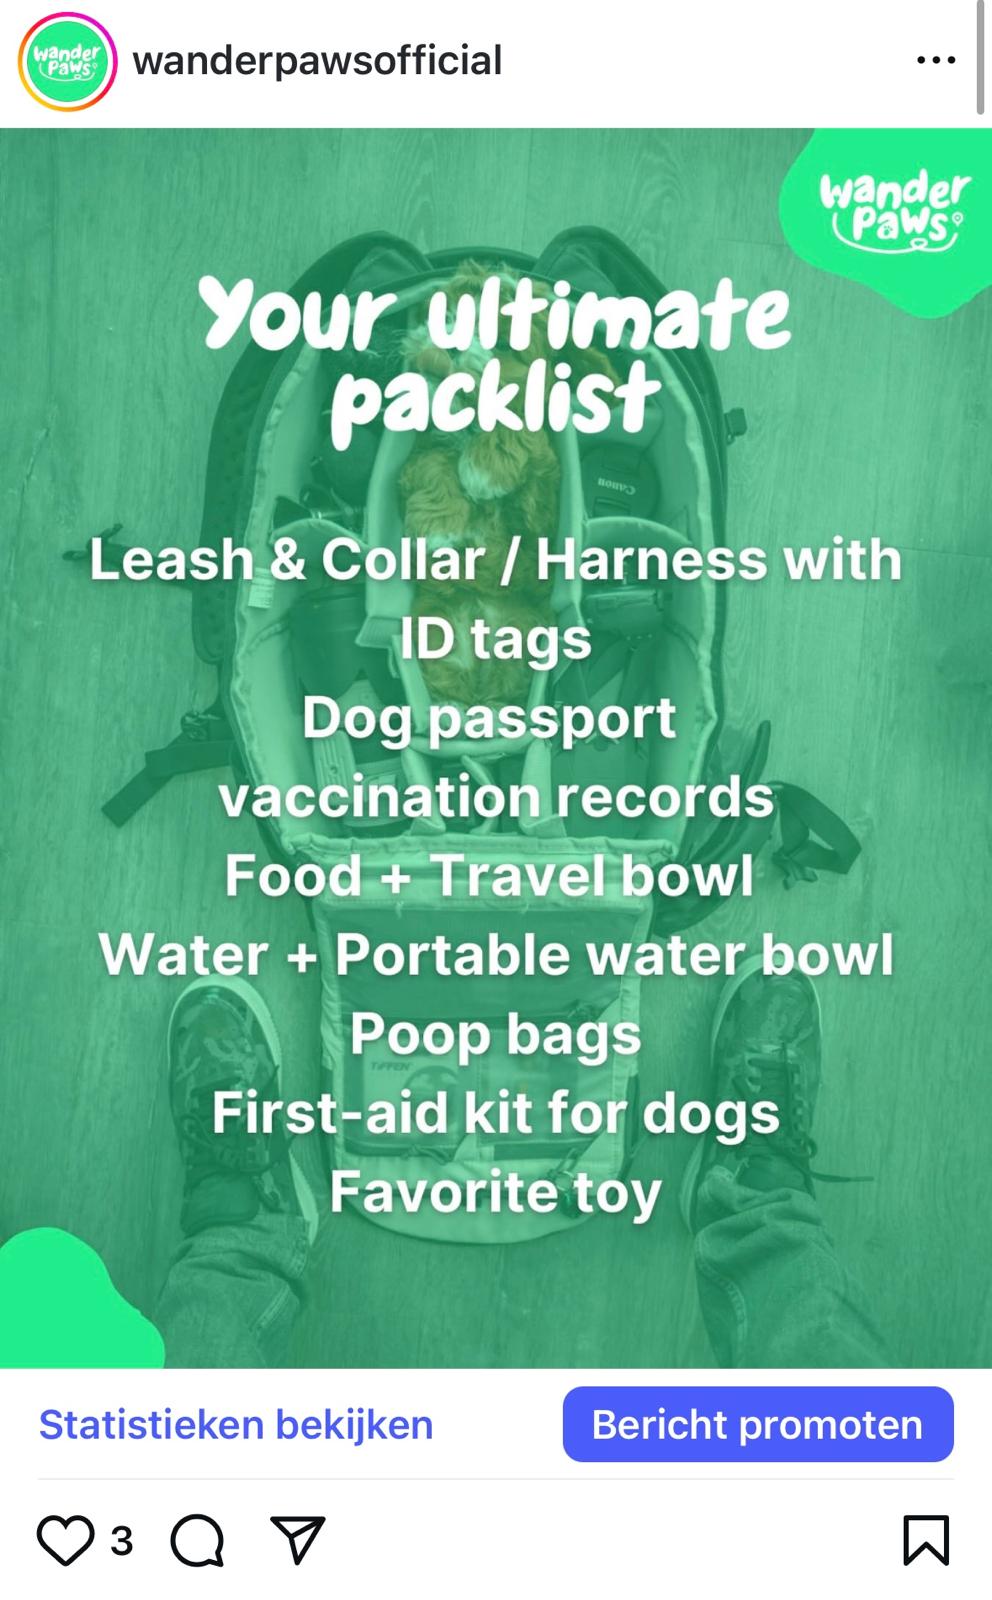 wander
paws
wanderpawsofficial
wander
paws
Your ultimate
packlist
Canon
Leash & Collar / Harness with
ID tags
Dog passport
vaccination records
Food + Travel bowl
Water + Portable water bowl
Poop bags
TIFFEN
First-aid kit for dogs
Favorite toy
Statistieken bekijken
Bericht promoten
3